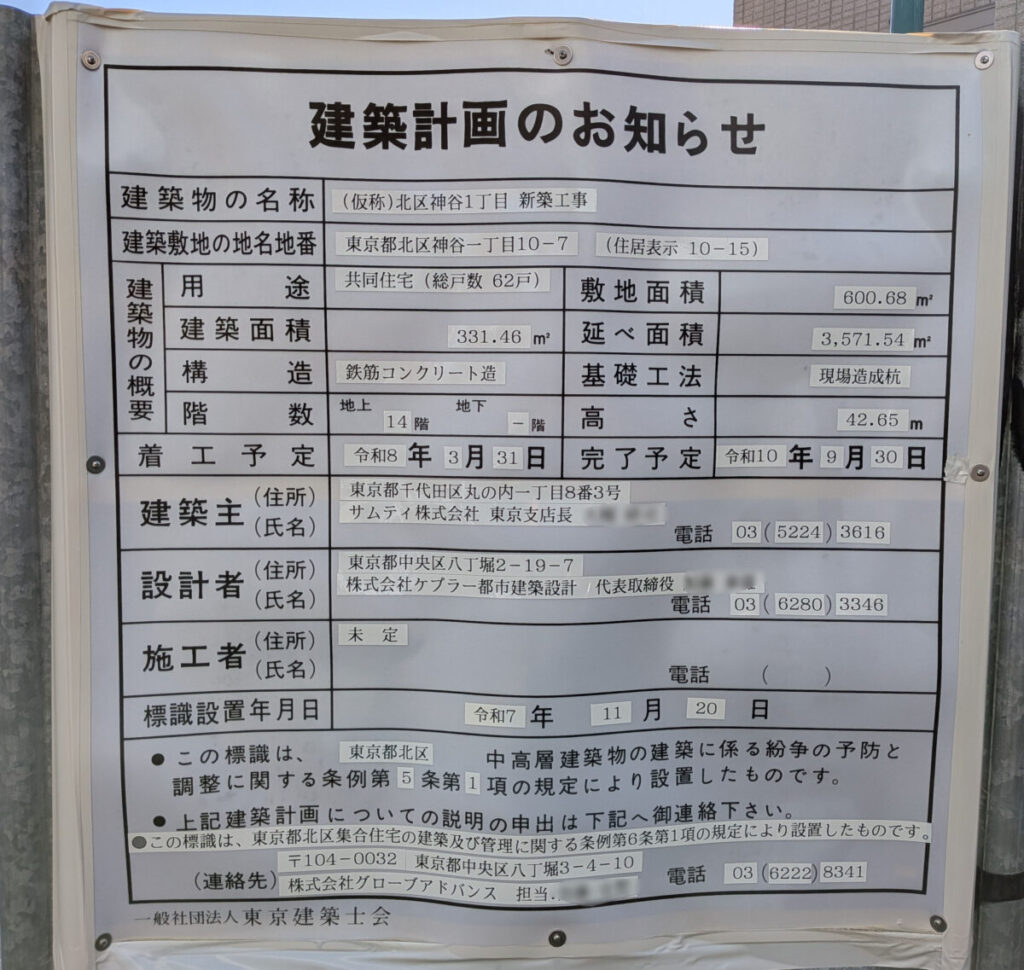 建築計画のお知らせ
建築物の名称 (仮称)北区神谷1丁目 新築工事
建築敷地の地名地番 東京都北区神谷一丁目10-7 (住居表示 10-15)
建築物の概要
用途 共同住宅(総戸数 62戸) 敷地面積 600.68㎡
建築面積 331.46㎡ 延べ面積 3,571.54㎡
構造 鉄筋コンクリート造 基礎工法 現場造成杭
階数 地上 14階 地下 -階 高さ 42.65m
着工予定 令和8年3月31日 完了予定 令和10年9月30日
建築主 (住所) 東京都千代田区丸の内一丁目8番3号
(氏名) サムティ株式会社 東京支店長
電話 03(5224)3616
設計者 (住所) 東京都中央区八丁堀2-19-7
(氏名) 株式会社ケプラー都市建築設計 / 代表取締役
電話 03(6280)3346
施工者 (住所) 未 定
(氏名)
電話 ( )
標識設置年月日 令和7年 11月 20日
●この標識は、 東京都北区 中高層建築物の建築に係る紛争の予防と
調整に関する条例第5条第1項の規定により設置したものです。
●上記建築計画についての説明の申出は下記へ御連絡下さい。
●この標識は、東京都北区集合住宅の建築及び管理に関する条例第6条第1項の規定により設置したものです。
(連絡先) 〒104-0032 東京都中央区八丁堀3-4-10
株式会社グローブアドバンス 担当.
電話 03(6222)8341
一般社団法人東京建築士会